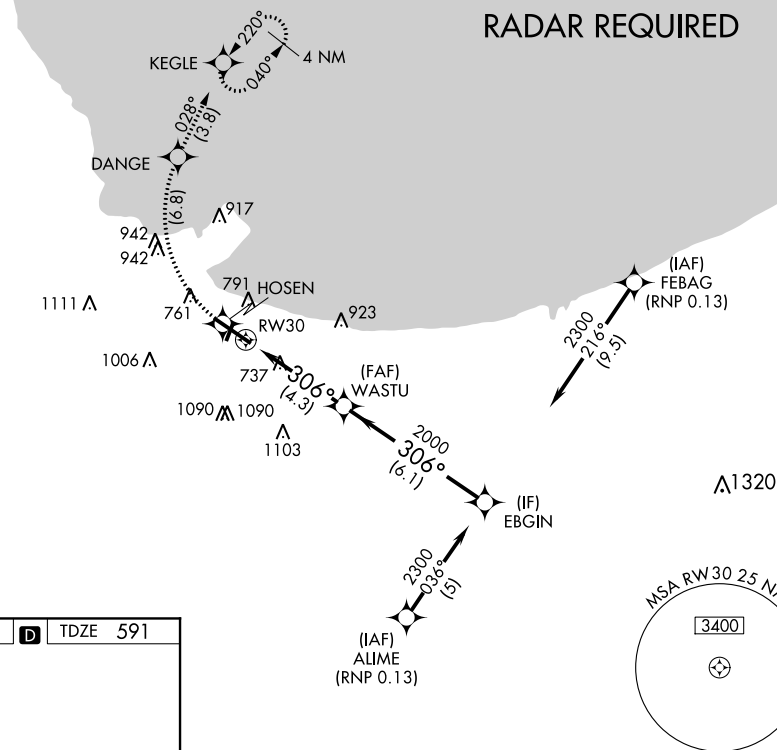 RADAR REQUIRED
220°
KEGLE
4 NM
040°
028°
(3.8)
DANGE
(6.8)
917
942
942
(IAF)
FEBAG
(RNP 0.13)
791
HOSEN
1111
761
923
RW30
2300
216°
(9.5)
1006
737
306°
(4.3)
(FAF)
WASTU
1090
1090
1103
2000
306°
(6.1)
1320
(IF)
EBGIN
2300
036°
(5)
MSA RW30 25
3400
D
TDZE 591
(IAF)
ALIME
(RNP 0.13)